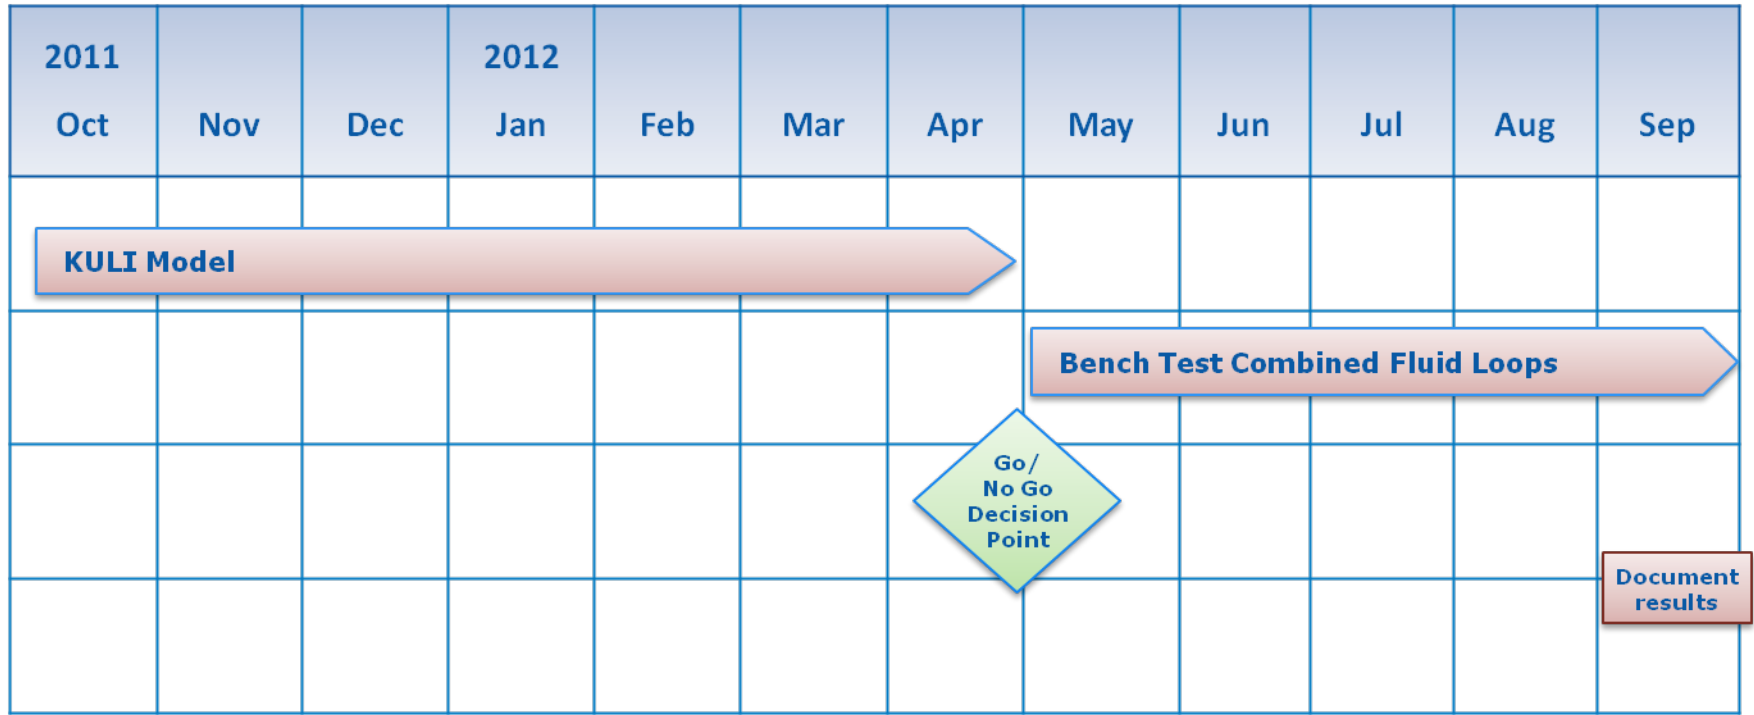 2011
2012
Oct Nov Dec Jan Feb Mar Apr May Jun Jul Aug Sep
KULI Model
Bench Test Combined Fluid Loops
Go/
No Go
Decision
Point
Document
results